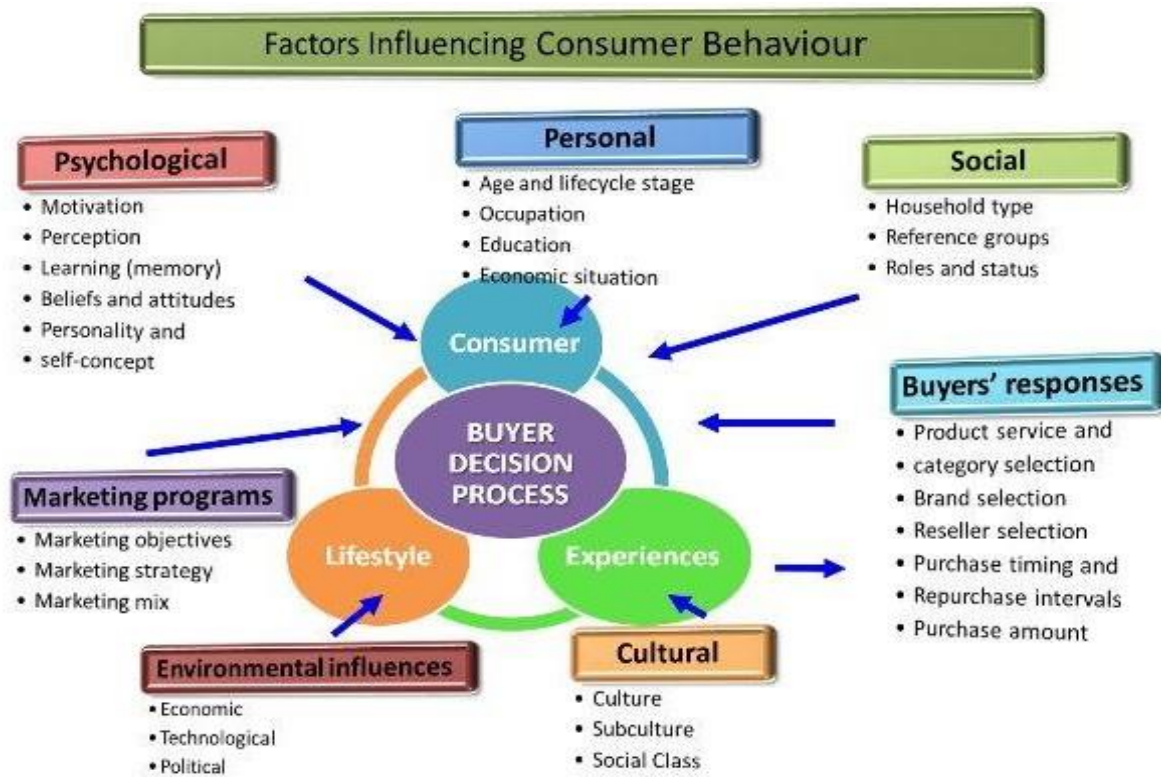 Factors Influencing Consumer Behaviour
Psychological
• Motivation
• Perception
• Learning (memory)
• Beliefs and attitudes
• Personality and
• self-concept
Personal
• Age and lifecycle stage
• Occupation
• Education
• Economic situation
Social
• Household type
• Reference groups
• Roles and status
Consumer
BUYER
DECISION
PROCESS
Lifestyle
Experiences
Marketing programs
• Marketing objectives
• Marketing strategy
• Marketing mix
Buyers’ responses
• Product service and
• category selection
• Brand selection
• Reseller selection
• Purchase timing and
• Repurchase intervals
• Purchase amount
Environmental influences
• Economic
• Technological
• Political
Cultural
• Culture
• Subculture
• Social Class